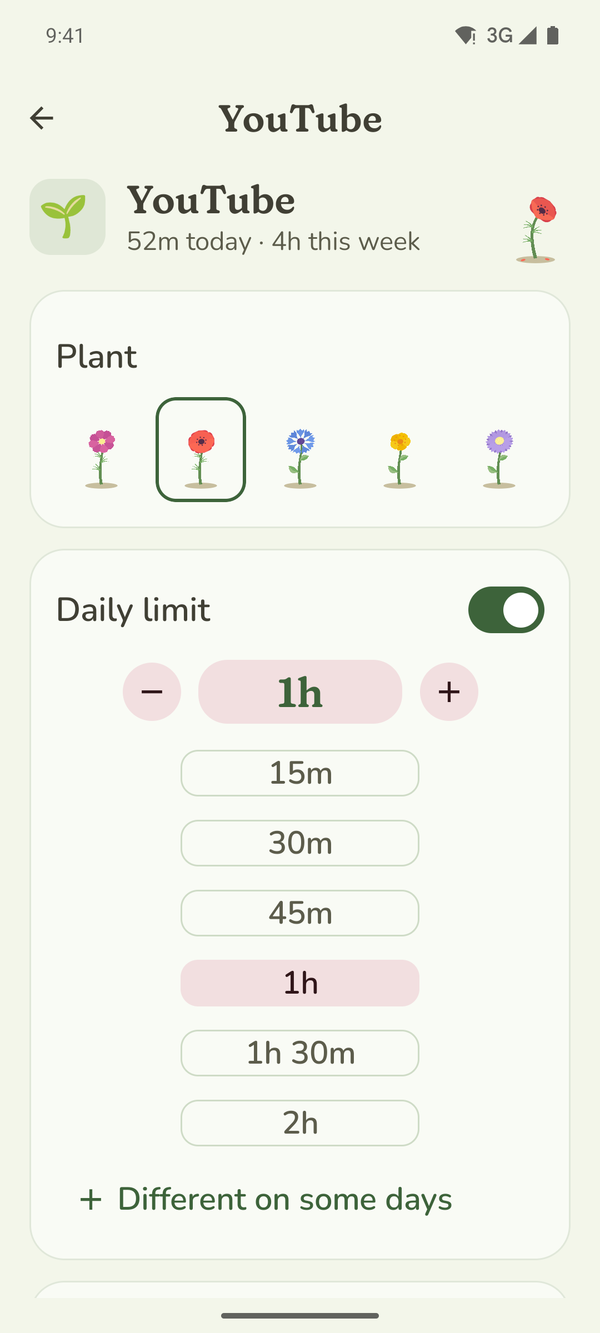 9:41
3G
YouTube
YouTube
52m today · 4h this week
Plant
Daily limit
− 1h +
15m
30m
45m
1h
1h 30m
2h
+ Different on some days